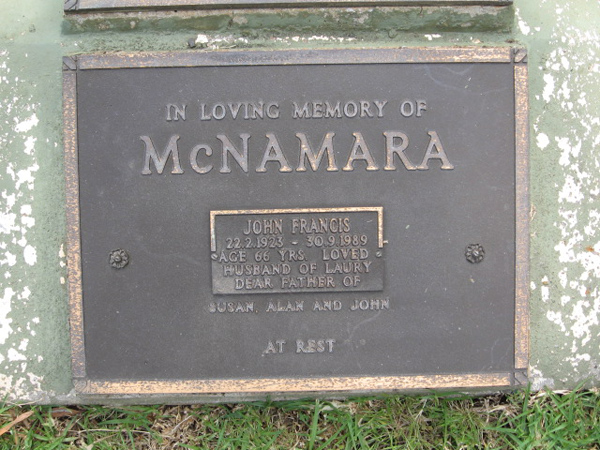 IN LOVING MEMORY OF
McNAMARA
JOHN FRANCIS
22.2.1923 - 30.9.1989
AGE 66 YRS. LOVED
HUSBAND OF LAURY
DEAR FATHER OF
SUSAN, ALAN AND JOHN
AT REST